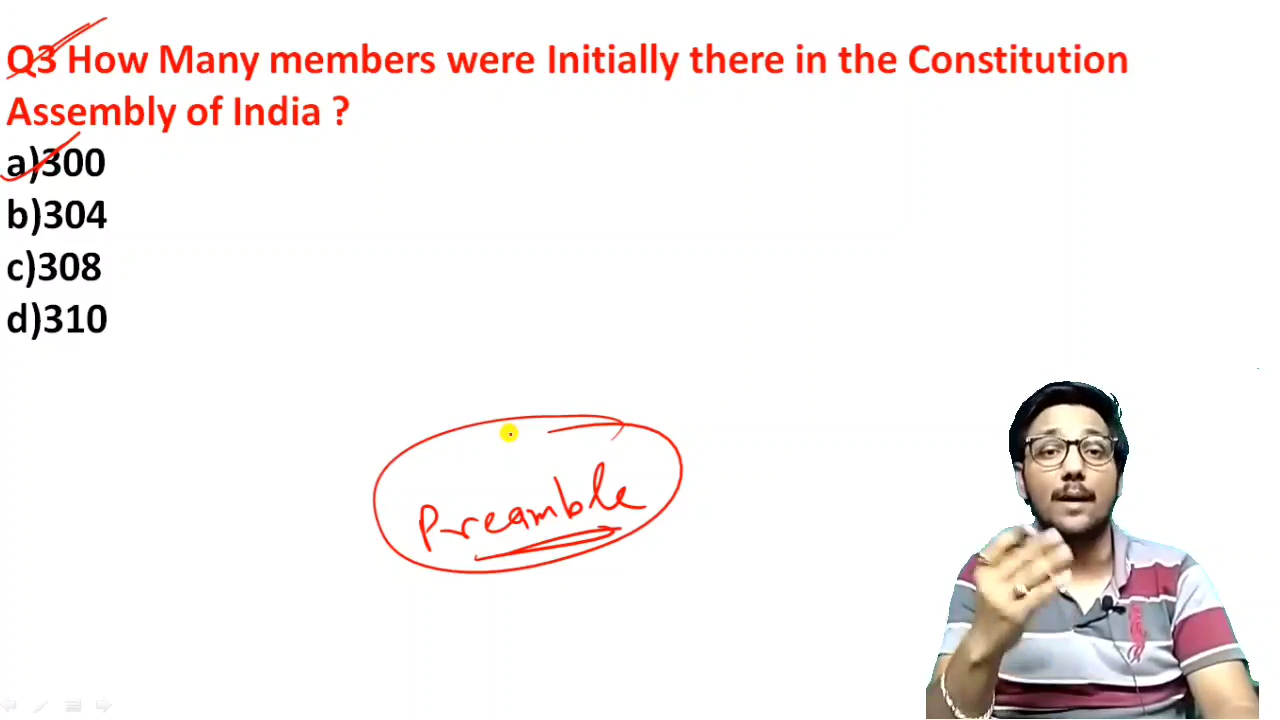 Q3 How Many members were Initially there in the Constitution
Assembly of India ?
a)300
b)304
c)308
d)310
Preamble